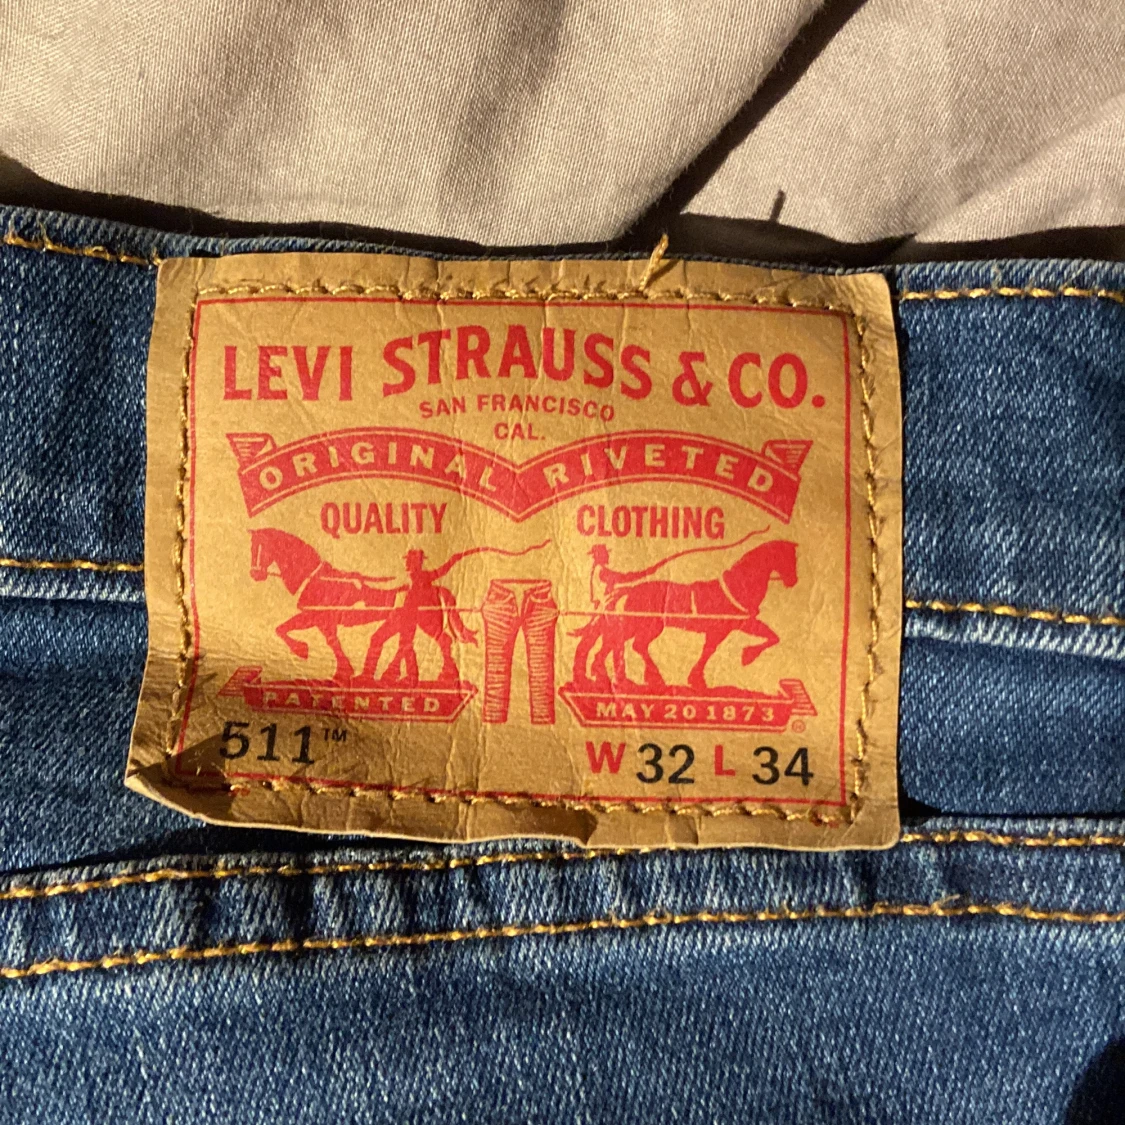 LEVI STRAUSS & CO.
SAN FRANCISCO
CAL.
ORIGINAL RIVETED
QUALITY CLOTHING
PATENTED MAY 20 1873 ®
511™ W 32 L 34